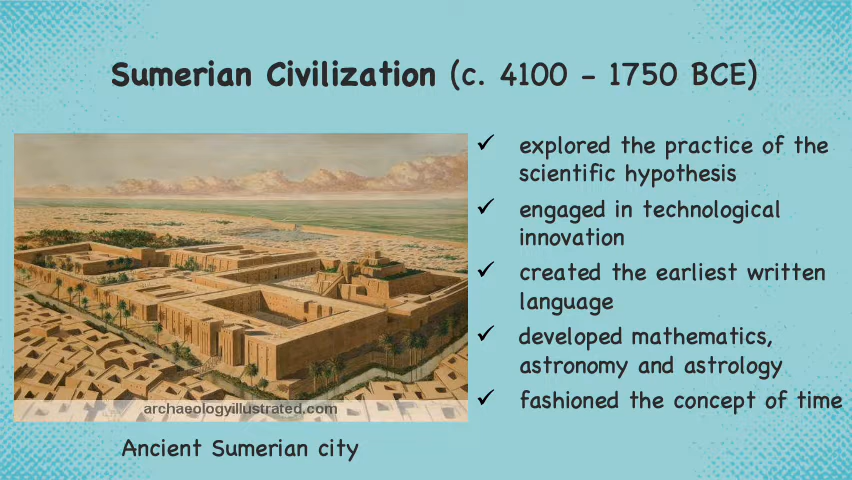 Sumerian Civilization (c. 4100 – 1750 BCE)
✓ explored the practice of the
scientific hypothesis
✓ engaged in technological
innovation
✓ created the earliest written
language
✓ developed mathematics,
astronomy and astrology
✓ fashioned the concept of time
archaeologyillustrated.com
Ancient Sumerian city